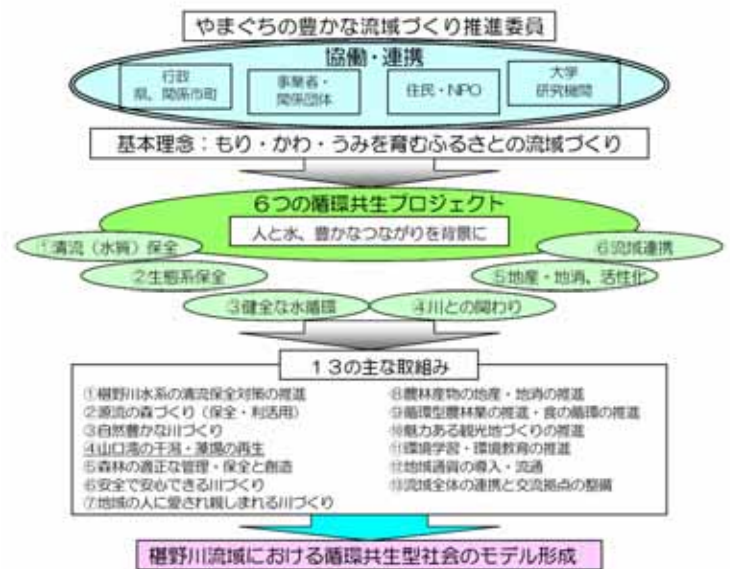 やまぐちの豊かな流域づくり推進委員
協働・連携
行政
県、関係市町
事業者・
関係団体
住民・NPO
大学
研究機関
基本理念：もり・かわ・うみを育むふるさとの流域づくり
6つの循環共生プロジェクト
人と水、豊かなつながりを背景に
①清流（水質）保全
②生態系保全
③健全な水循環
④川との関わり
⑤地産・地消、活性化
⑥流域連携
13の主な取組み
①椹野川水系の清流保全対策の推進
②源流の森づくり（保全・利活用）
③自然豊かな川づくり
④山口湾の干潟・藻場の再生
⑤森林の適正な管理・保全と創造
⑥安全で安心できる川づくり
⑦地域の人に愛され親しまれる川づくり
⑧農林産物の地産・地消の推進
⑨循環型農林業の推進・食の循環の推進
⑩魅力ある観光地づくりの推進
⑪環境学習・環境教育の推進
⑫地域通貨の導入・流通
⑬流域全体の連携と交流拠点の整備
椹野川流域における循環共生型社会のモデル形成